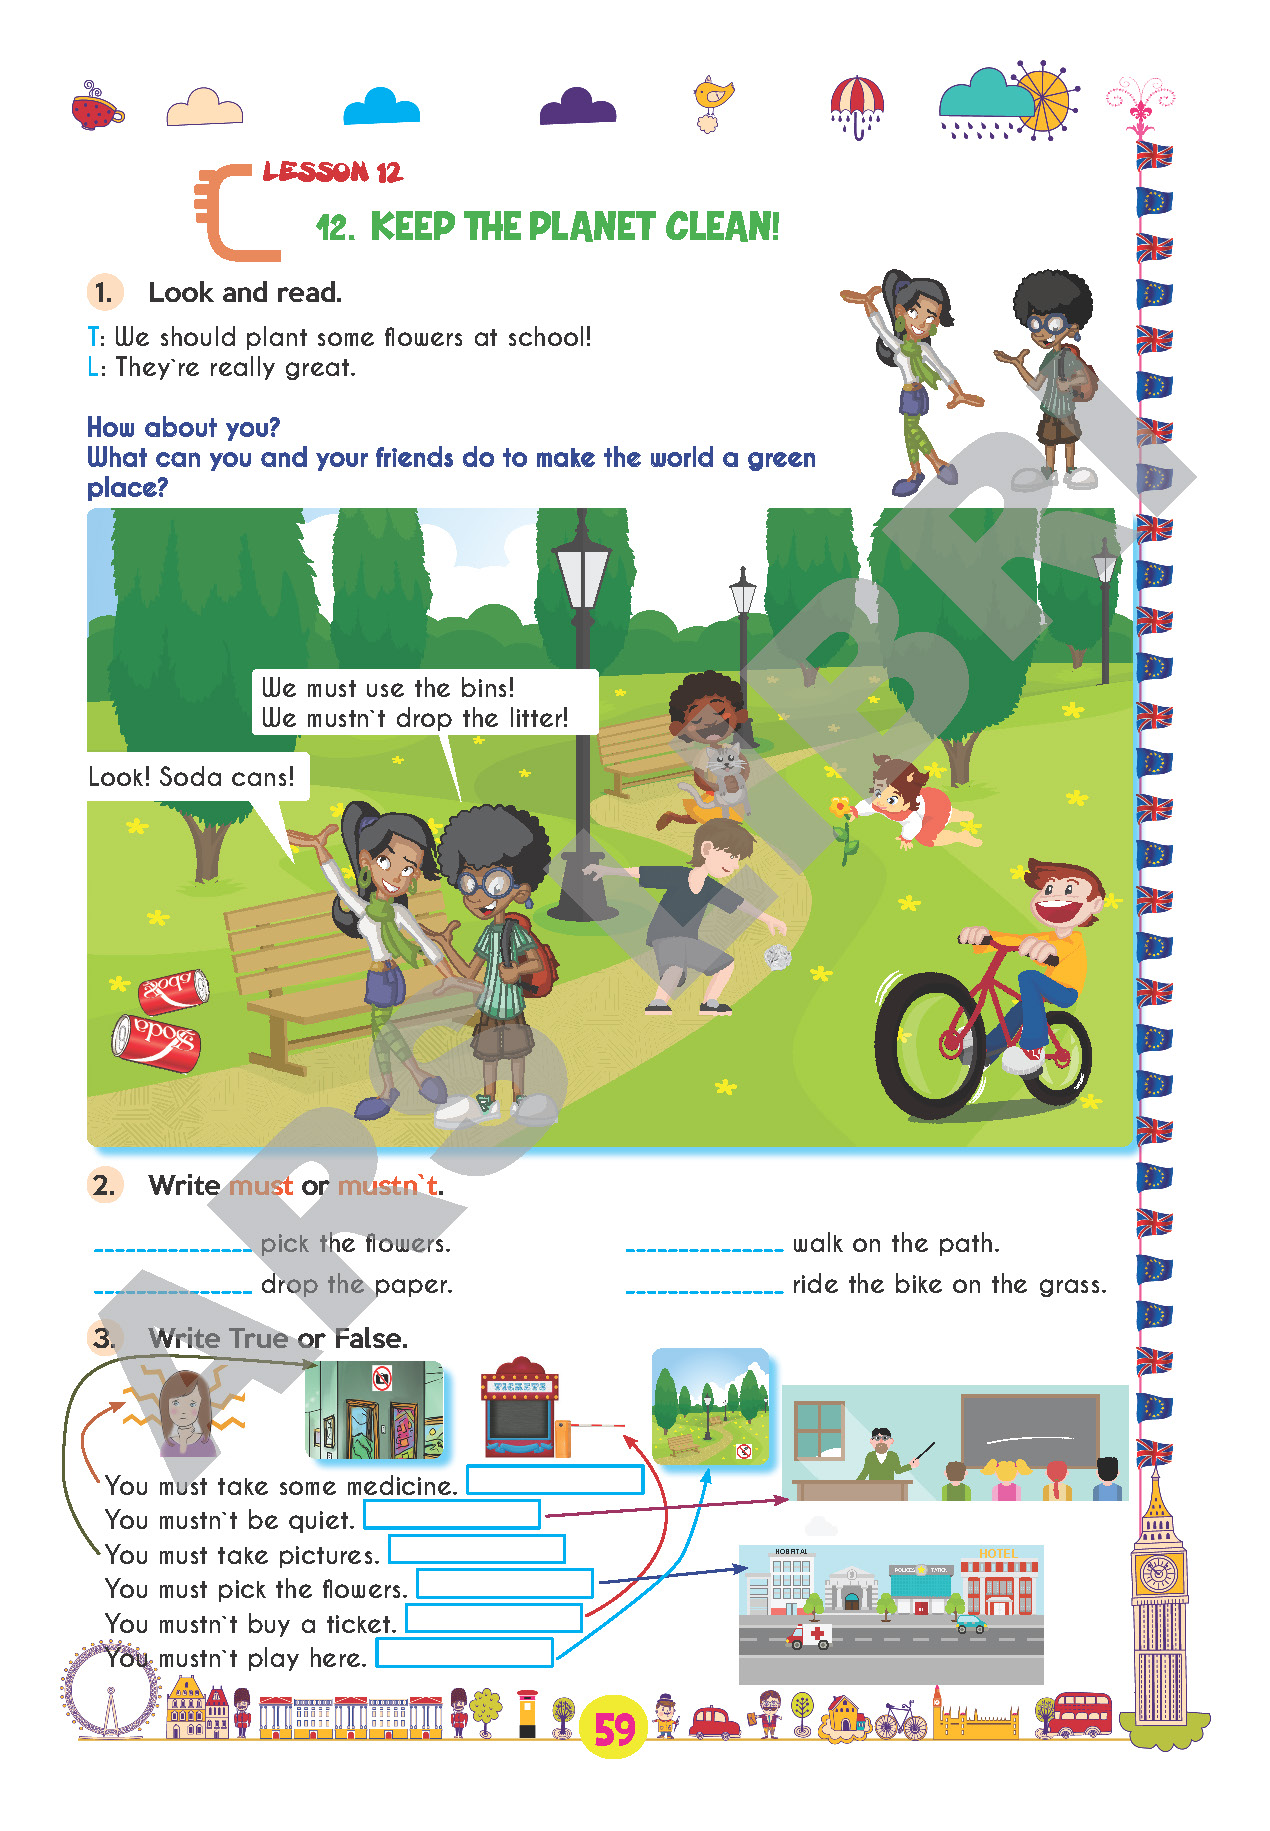 LESSON 12
12. KEEP THE PLANET CLEAN!
1. Look and read.
T: We should plant some flowers at school!
L: They`re really great.
How about you?
What can you and your friends do to make the world a green
place?
We must use the bins!
We mustn`t drop the litter!
Look! Soda cans!
Soda
Soda
2. Write must or mustn`t.
_______________ pick the flowers.
_______________ walk on the path.
_______________ drop the paper.
_______________ ride the bike on the grass.
3. Write True or False.
TICKETS
You must take some medicine.
You mustn`t be quiet.
You must take pictures.
You must pick the flowers.
You mustn`t buy a ticket.
You mustn`t play here.
HOSPITAL
HOTEL
59
ARS LIBRI